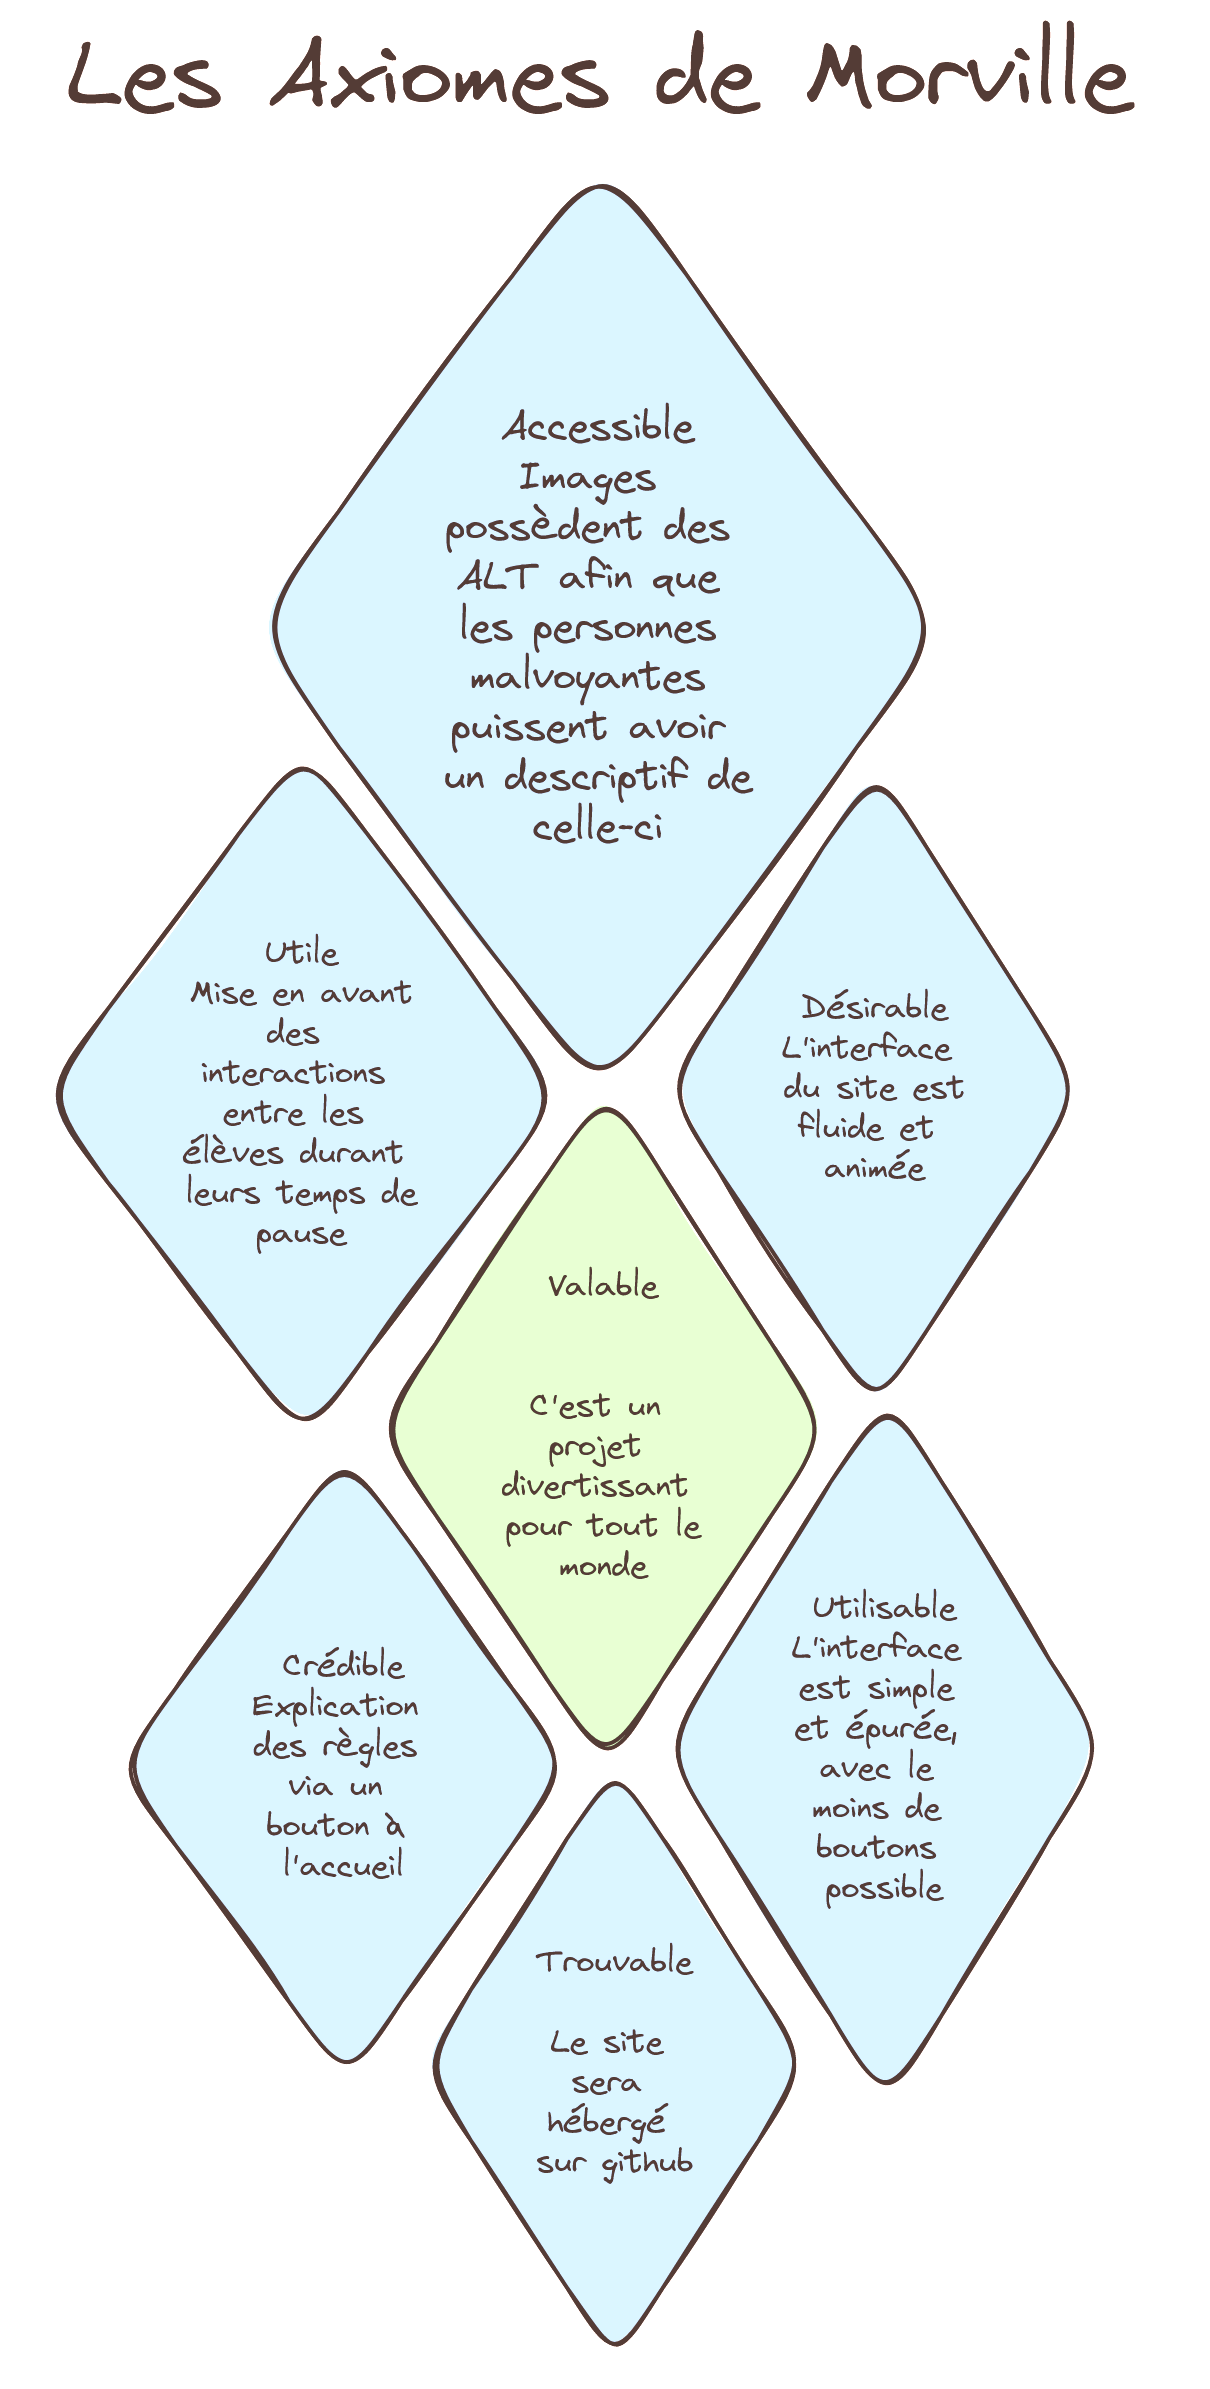 Les Axiomes de Morville
Accessible
Images
possèdent des
ALT afin que
les personnes
malvoyantes
puissent avoir
un descriptif de
celle-ci
Utile
Mise en avant
des
interactions
entre les
élèves durant
leurs temps de
pause
Désirable
L'interface
du site est
fluide et
animée
Valable
C'est un
projet
divertissant
pour tout le
monde
Crédible
Explication
des règles
via un
bouton à
l'accueil
Utilisable
L'interface
est simple
et épurée,
avec le
moins de
boutons
possible
Trouvable
Le site
sera
hébergé
sur github